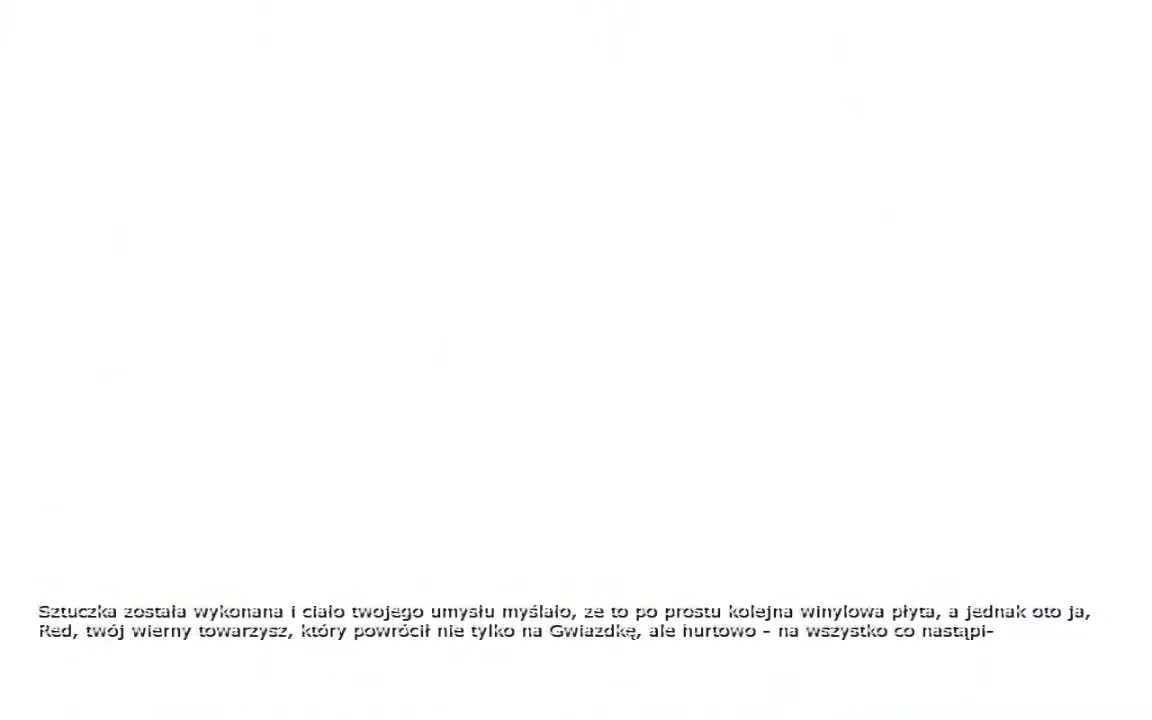 Sztuczka została wykonana i ciało twojego umysłu myślało, że to po prostu kolejna winylowa płyta, a jednak oto ja,
Red, twój wierny towarzysz, który powrócił nie tylko na Gwiazdkę, ale hurtowo - na wszystko co nastąpi-